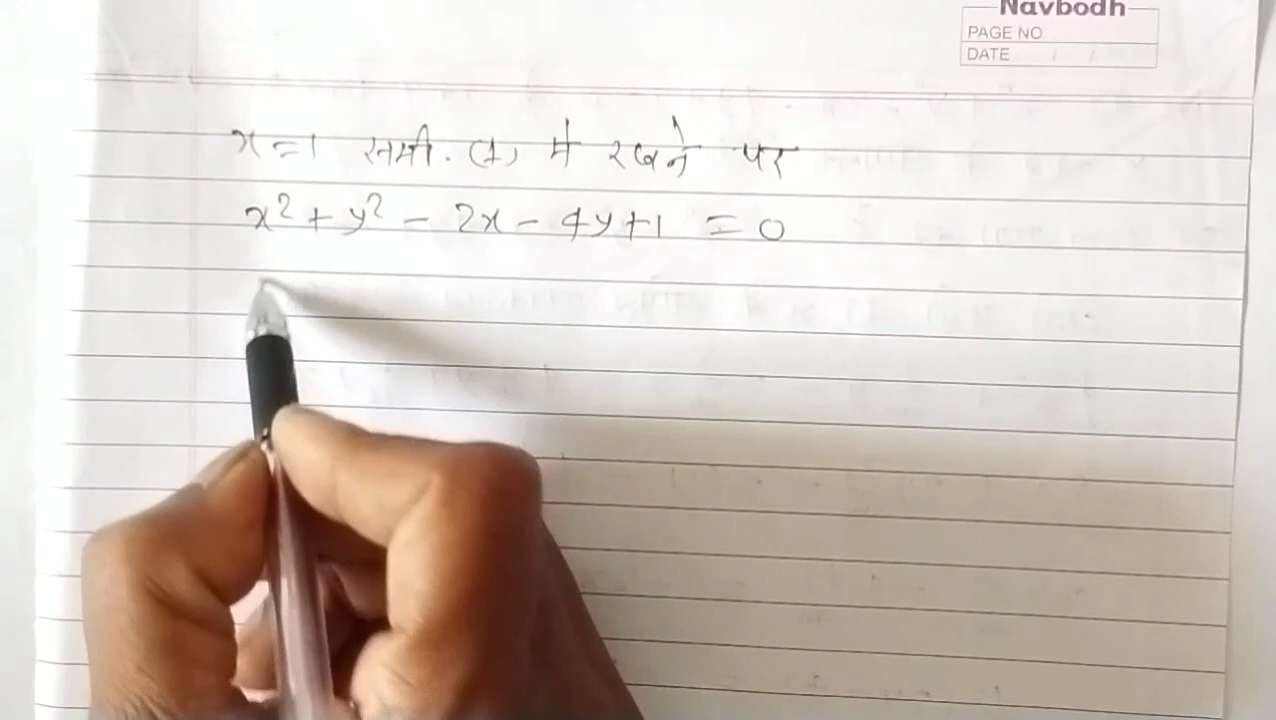 Navbodh
PAGE NO.
DATE / /
x = 1 समी. (1) में रखने पर
x² + y² - 2x - 4y + 1 = 0